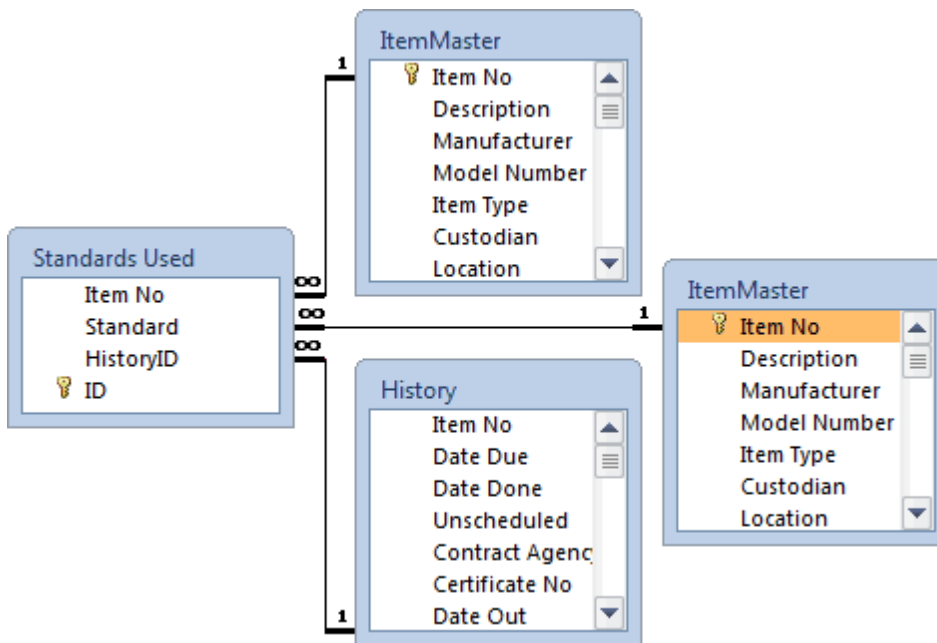 ItemMaster
1
Item No
Description
Manufacturer
Model Number
Item Type
Custodian
Location
Standards Used
Item No
Standard
HistoryID
ID
∞
∞
∞
1
ItemMaster
Item No
Description
Manufacturer
Model Number
Item Type
Custodian
Location
History
Item No
Date Due
Date Done
Unscheduled
Contract Agency
Certificate No
Date Out
1